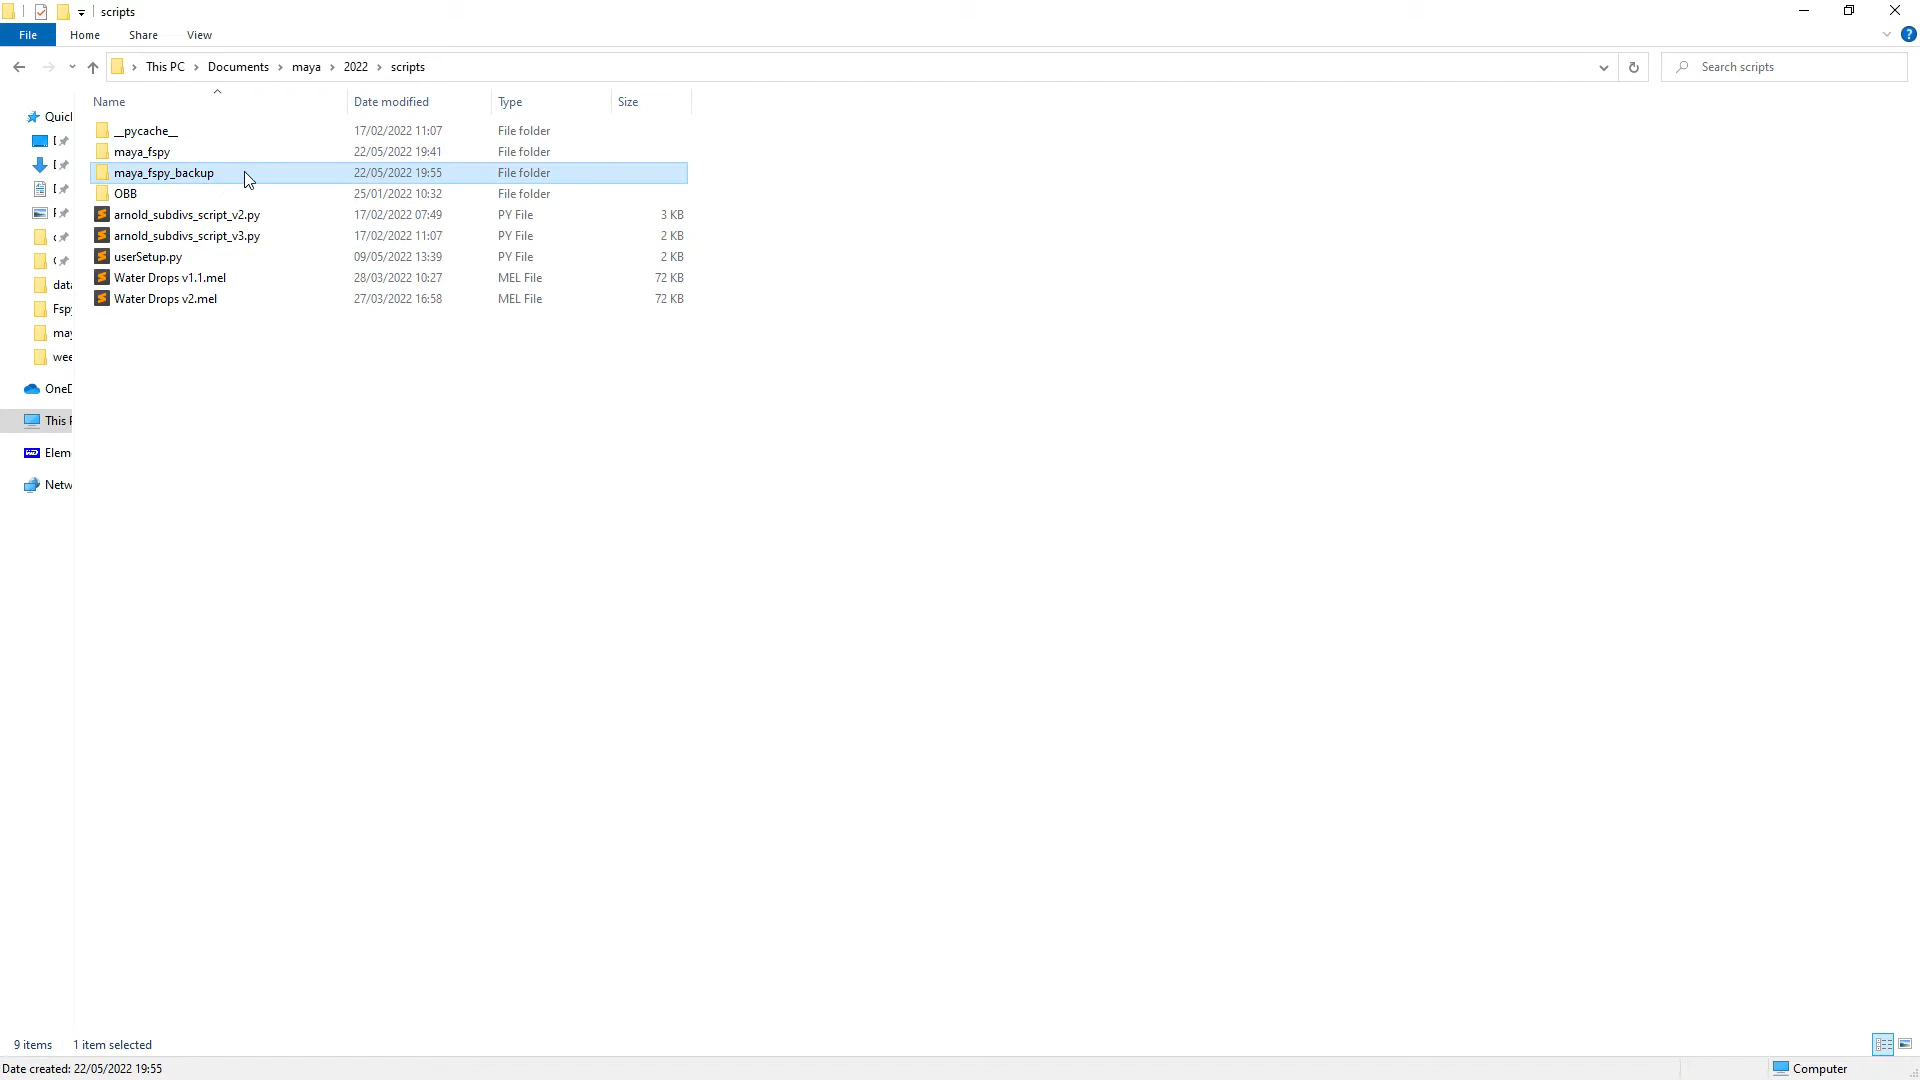 scripts
File Home Share View
This PC Documents maya 2022 scripts Search scripts
Name Date modified Type Size
__pycache__ 17/02/2022 11:07 File folder
maya_fspy 22/05/2022 19:41 File folder
maya_fspy_backup 22/05/2022 19:55 File folder
OBB 25/01/2022 10:32 File folder
arnold_subdivs_script_v2.py 17/02/2022 07:49 PY File 3 KB
arnold_subdivs_script_v3.py 17/02/2022 11:07 PY File 2 KB
userSetup.py 09/05/2022 13:39 PY File 2 KB
Water Drops v1.1.mel 28/03/2022 10:27 MEL File 72 KB
Water Drops v2.mel 27/03/2022 16:58 MEL File 72 KB
Quick
data
Fspy
may
wee
OneD
This P
Elem
Netw
9 items 1 item selected
Date created: 22/05/2022 19:55 Computer